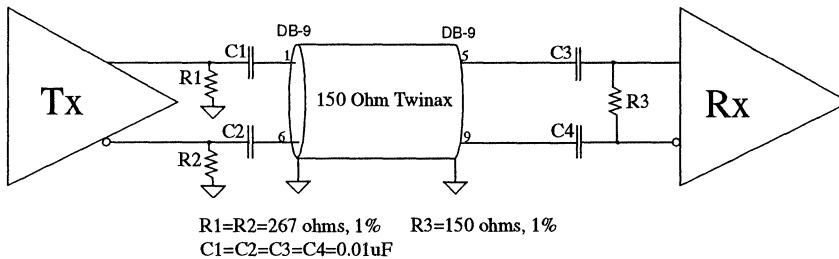 DB-9
DB-9
C1
1
5
C3
R1
Tx
150 Ohm Twinax
R3
Rx
C2
6
9
C4
R2
R1=R2=267 ohms, 1% R3=150 ohms, 1%
C1=C2=C3=C4=0.01uF